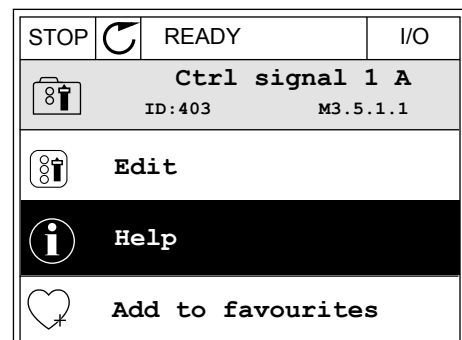 STOP READY I/O
Ctrl signal 1 A
ID:403 M3.5.1.1
Edit
Help
Add to favourites